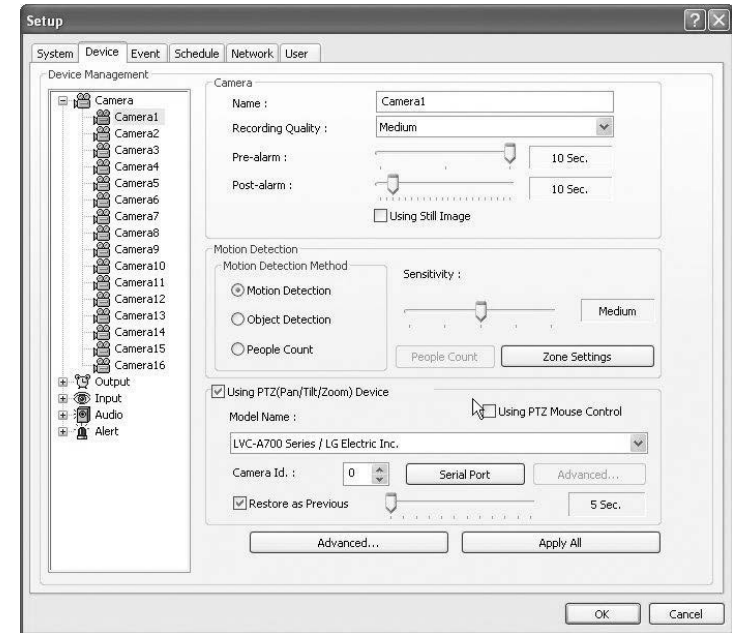 Setup
System Device Event Schedule Network User
Device Management
Camera
Camera1
Camera2
Camera3
Camera4
Camera5
Camera6
Camera7
Camera8
Camera9
Camera10
Camera11
Camera12
Camera13
Camera14
Camera15
Camera16
Output
Input
Audio
Alert
Camera
Name : Camera1
Recording Quality : Medium
Pre-alarm : 10 Sec.
Post-alarm : 10 Sec.
Using Still Image
Motion Detection
Motion Detection Method
Motion Detection
Object Detection
People Count
Sensitivity :
Medium
People Count Zone Settings
Using PTZ(Pan/Tilt/Zoom) Device
Using PTZ Mouse Control
Model Name :
LVC-A700 Series / LG Electric Inc.
Camera Id. : 0 Serial Port Advanced...
Restore as Previous 5 Sec.
Advanced... Apply All
OK Cancel